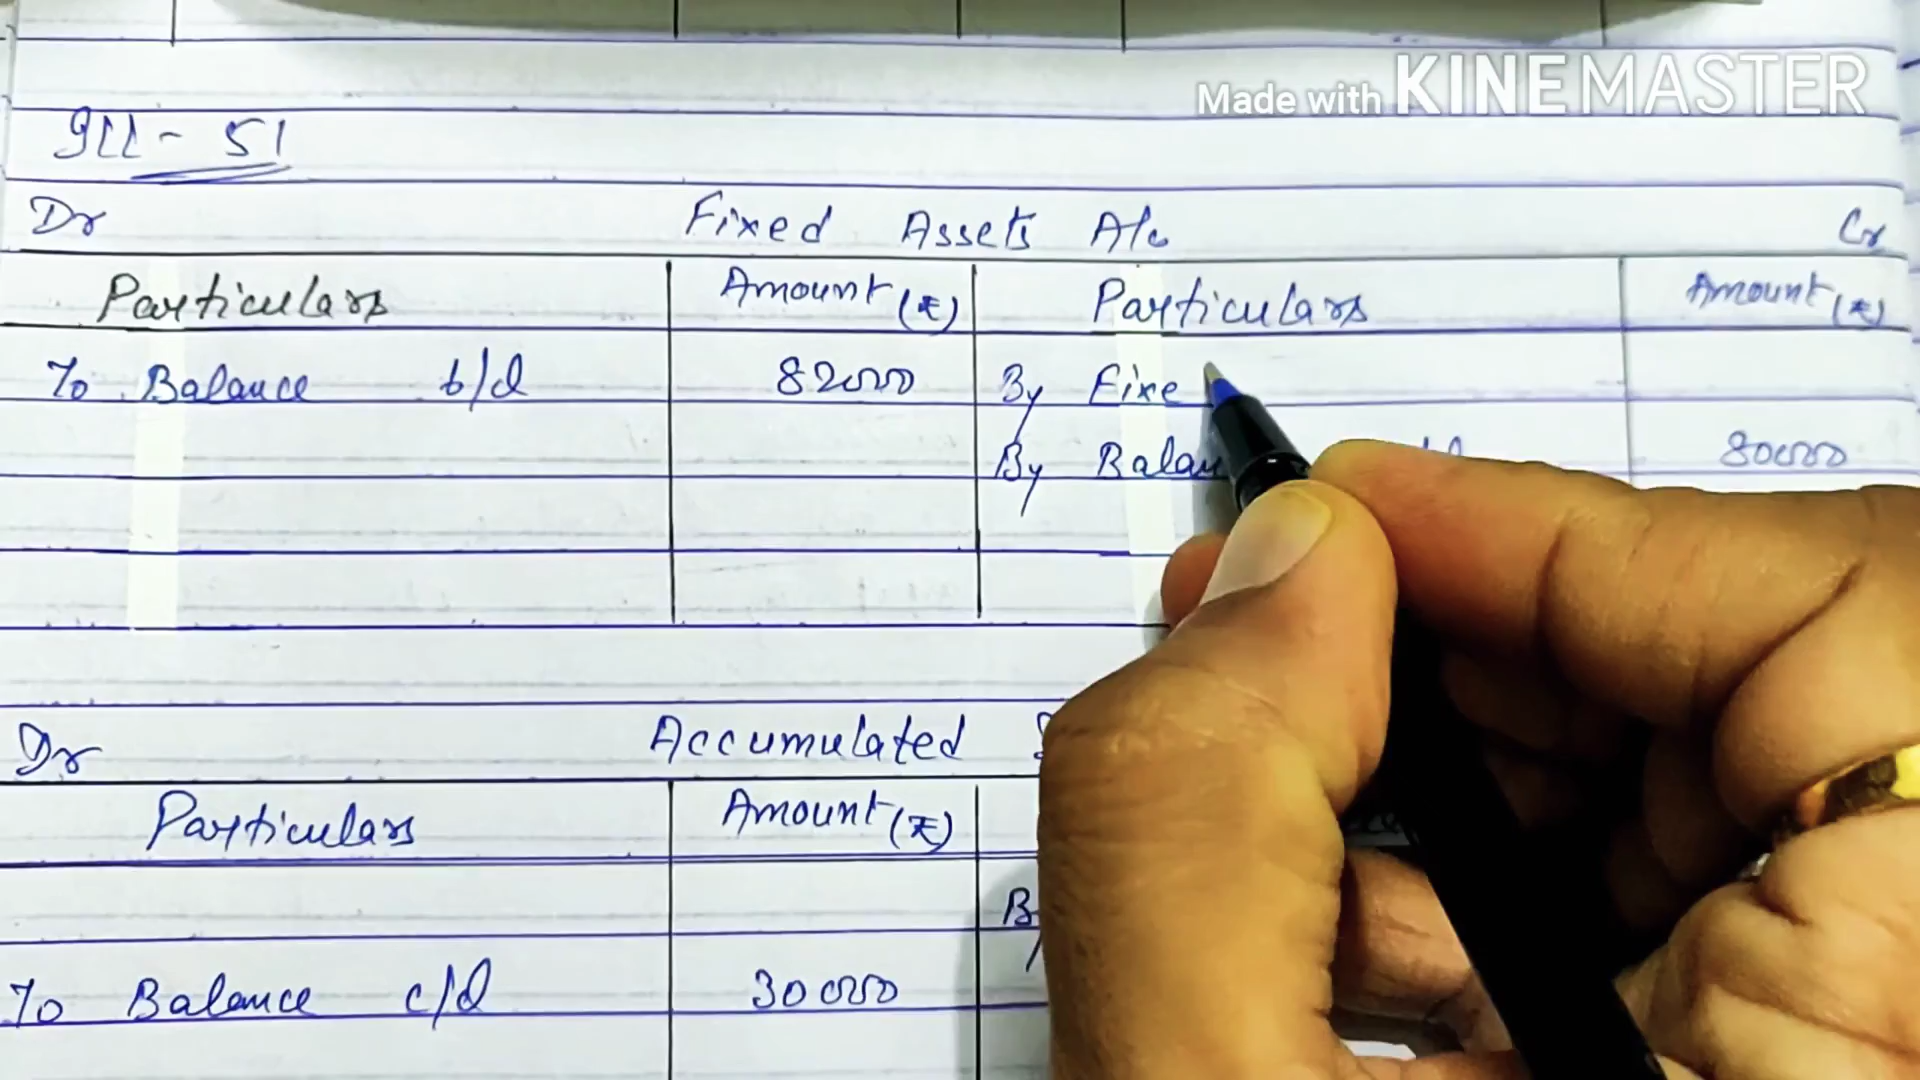 Made with KINEMASTER
Ill - 51
Dr Fixed Assets A/c Cr
Particulars Amount (₹) Particulars Amount (₹)
To Balance b/d 82000 By Fixe
By 80000
Dr Accumulated
Particulars Amount (₹)
To Balance c/d 30000